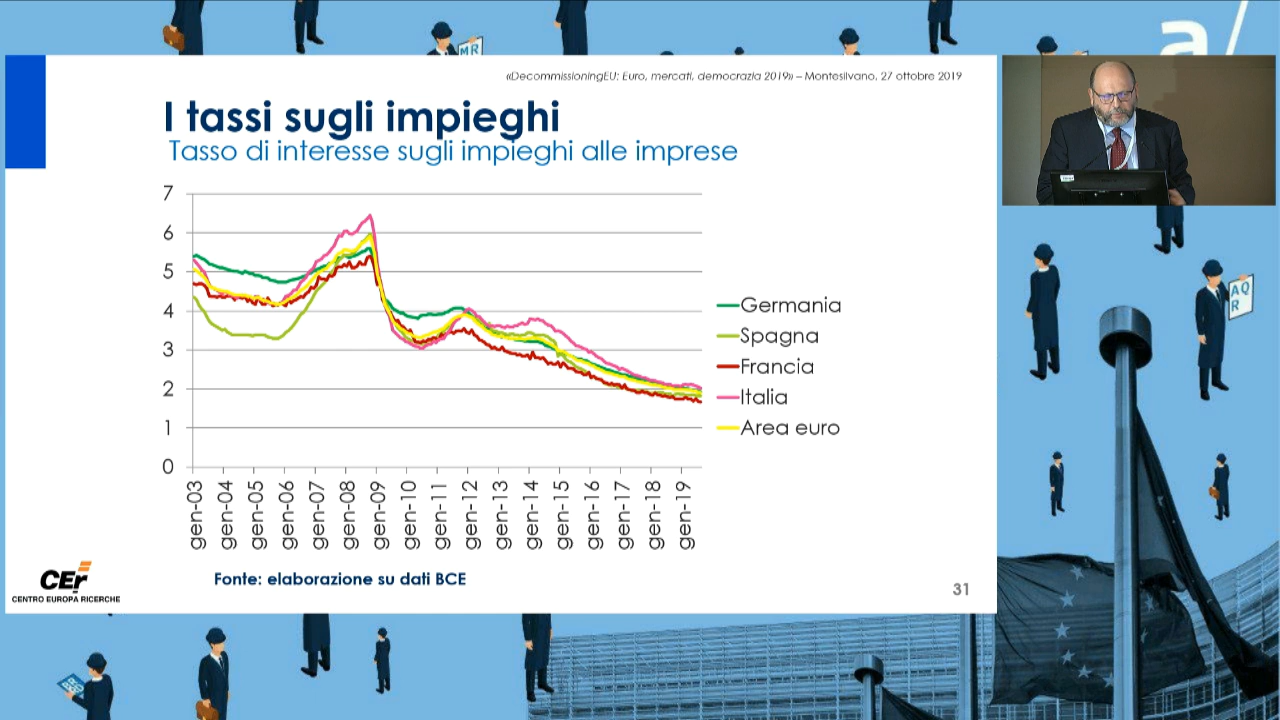 a/
MR
«DecommissioningEU: Euro, mercati, democrazia 2019» – Montesilvano, 27 ottobre 2019
I tassi sugli impieghi
Tasso di interesse sugli impieghi alle imprese
7
6
5
4
3
2
1
0
gen-03
gen-04
gen-05
gen-06
gen-07
gen-08
gen-09
gen-10
gen-11
gen-12
gen-13
gen-14
gen-15
gen-16
gen-17
gen-18
gen-19
Germania
Spagna
Francia
Italia
Area euro
AQ
R
Fonte: elaborazione su dati BCE
CEr
CENTRO EUROPA RICERCHE
31